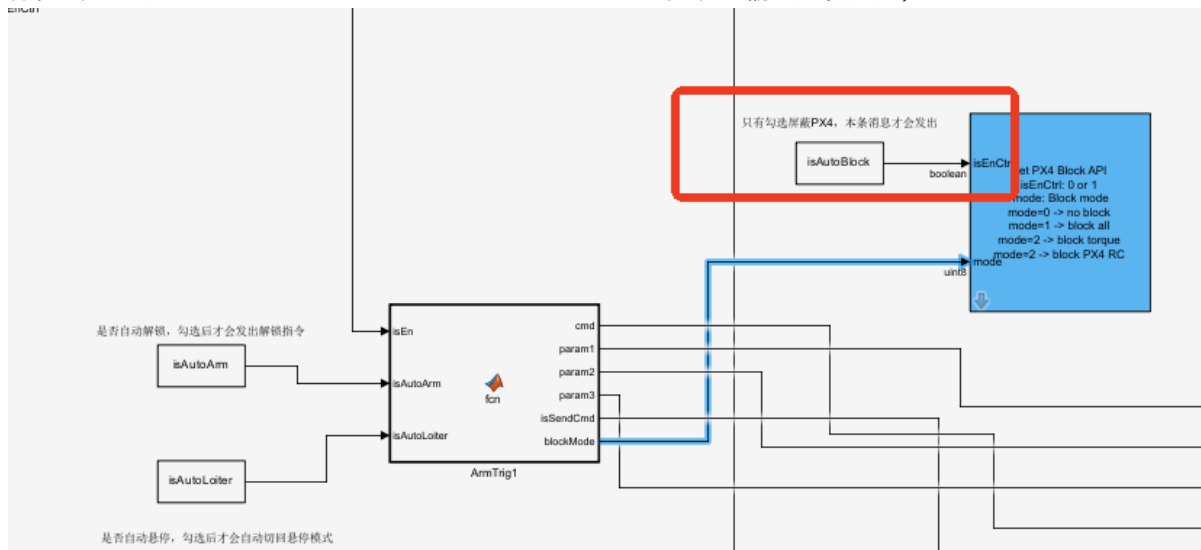 只有勾选屏蔽PX4，本条消息才会发出
isAutoBlock
boolean
isEnCtrl
et PX4 Block API
isEnCtrl: 0 or 1
mode: Block mode
mode=0 -> no block
mode=1 -> block all
mode=2 -> block torque
mode=2 -> block PX4 RC
mode
uint8
是否自动解锁，勾选后才会发出解锁指令
isAutoArm
isAutoLoiter
是否自动悬停，勾选后才会自动切回悬停模式
isEn
isAutoArm
isAutoLoiter
fcn
cmd
param1
param2
param3
isSendCmd
blockMode
ArmTrig1